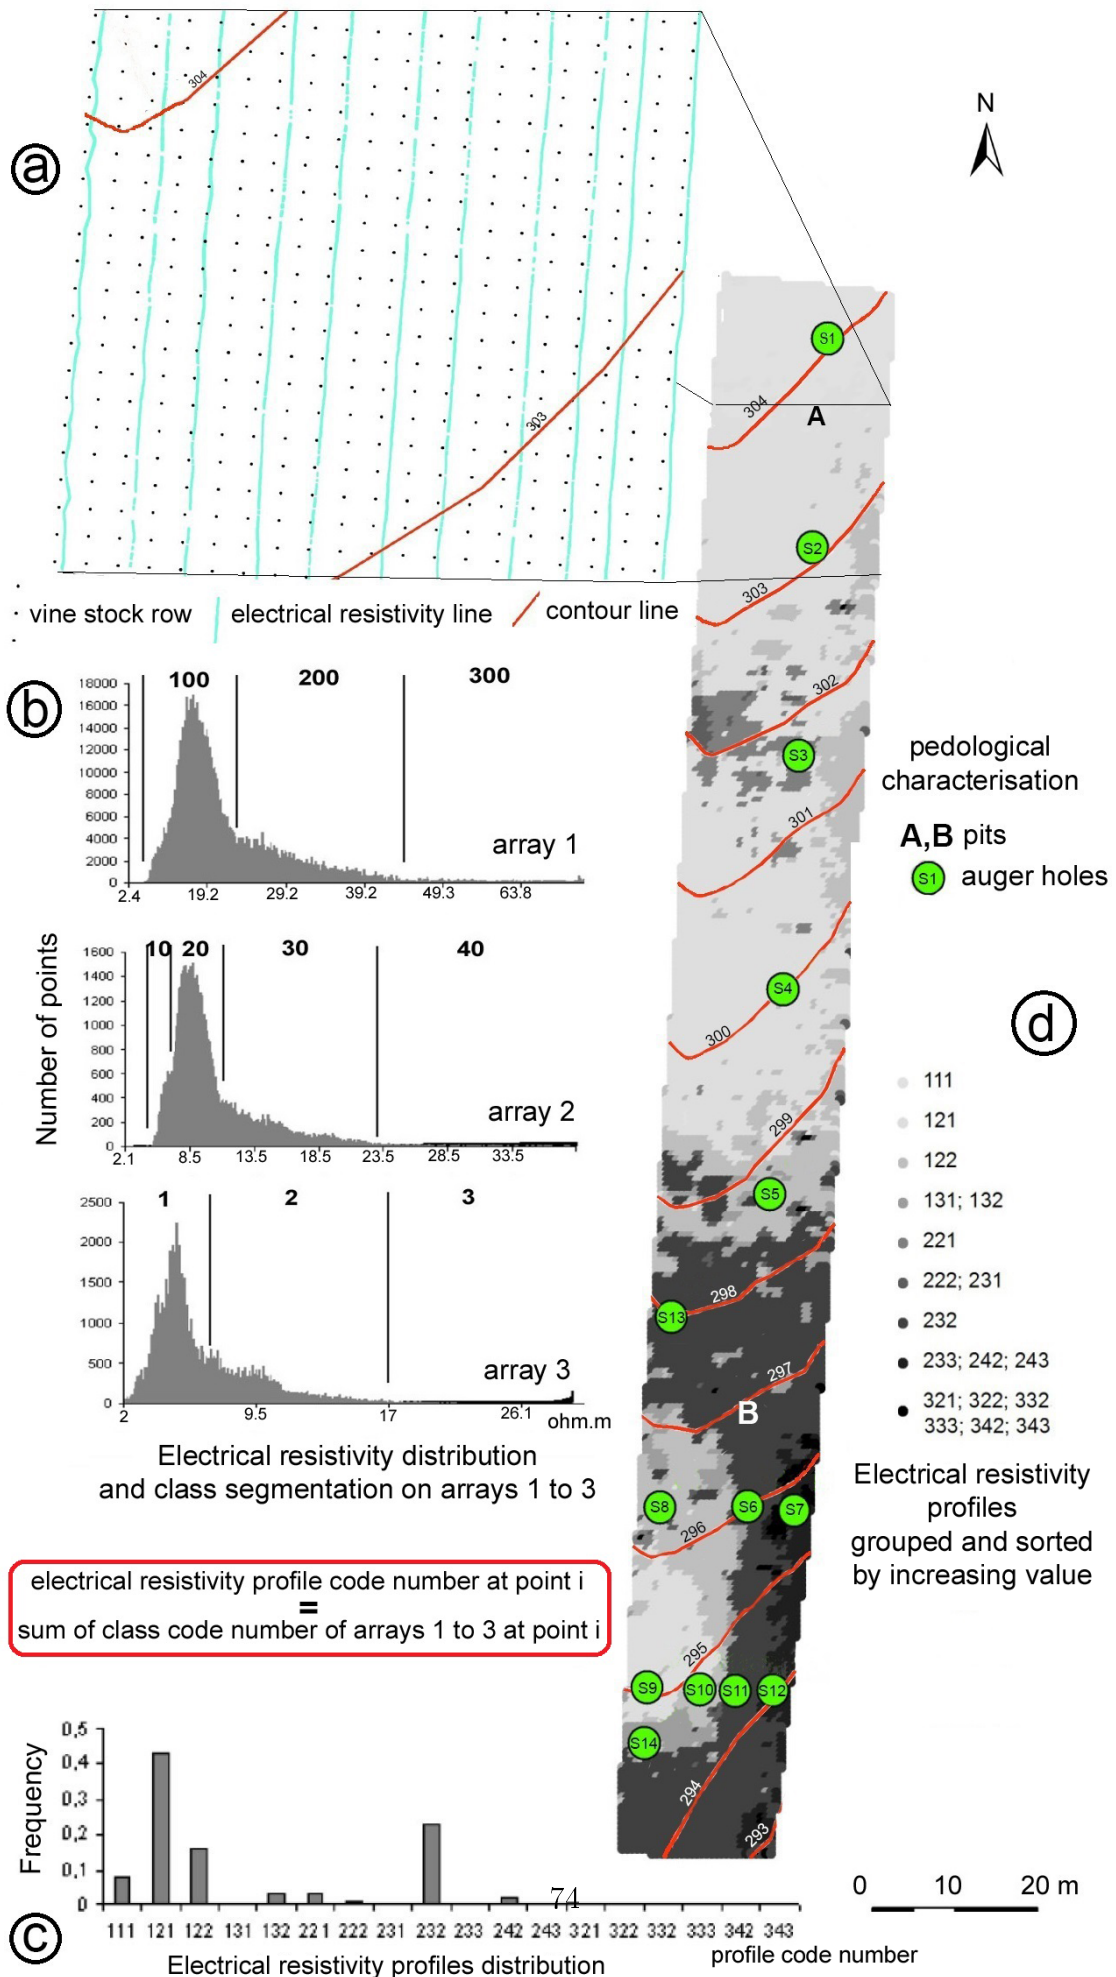 304
N
a
303
vine stock row
electrical resistivity line
contour line
S1
304
A
S2
303
302
S3
301
S4
300
299
S5
298
S13
297
B
S8
S6
S7
296
295
S9
S10
S11
S12
S14
294
293
pedological
characterisation
A,B pits
S1 auger holes
b
Number of points
100 200 300
18000
16000
14000
12000
10000
8000
6000
4000
2000
0
array 1
2.4 19.2 29.2 39.2 49.3 63.8
10 20 30 40
1600
1400
1200
1000
800
600
400
200
0
array 2
2.1 8.5 13.5 18.5 23.5 28.5 33.5
1 2 3
2500
2000
1500
1000
500
0
array 3
2 9.5 17 26.1 ohm.m
Electrical resistivity distribution
and class segmentation on arrays 1 to 3
d
111
121
122
131; 132
221
222; 231
232
233; 242; 243
321; 322; 332
333; 342; 343
Electrical resistivity
profiles
grouped and sorted
by increasing value
electrical resistivity profile code number at point i
=
sum of class code number of arrays 1 to 3 at point i
Frequency
0,5
0,4
0,3
0,2
0,1
0
74
c
111 121 122 131 132 221 222 231 232 233 242 243 321 322 332 333 342 343
Electrical resistivity profiles distribution
profile code number
0 10 20 m